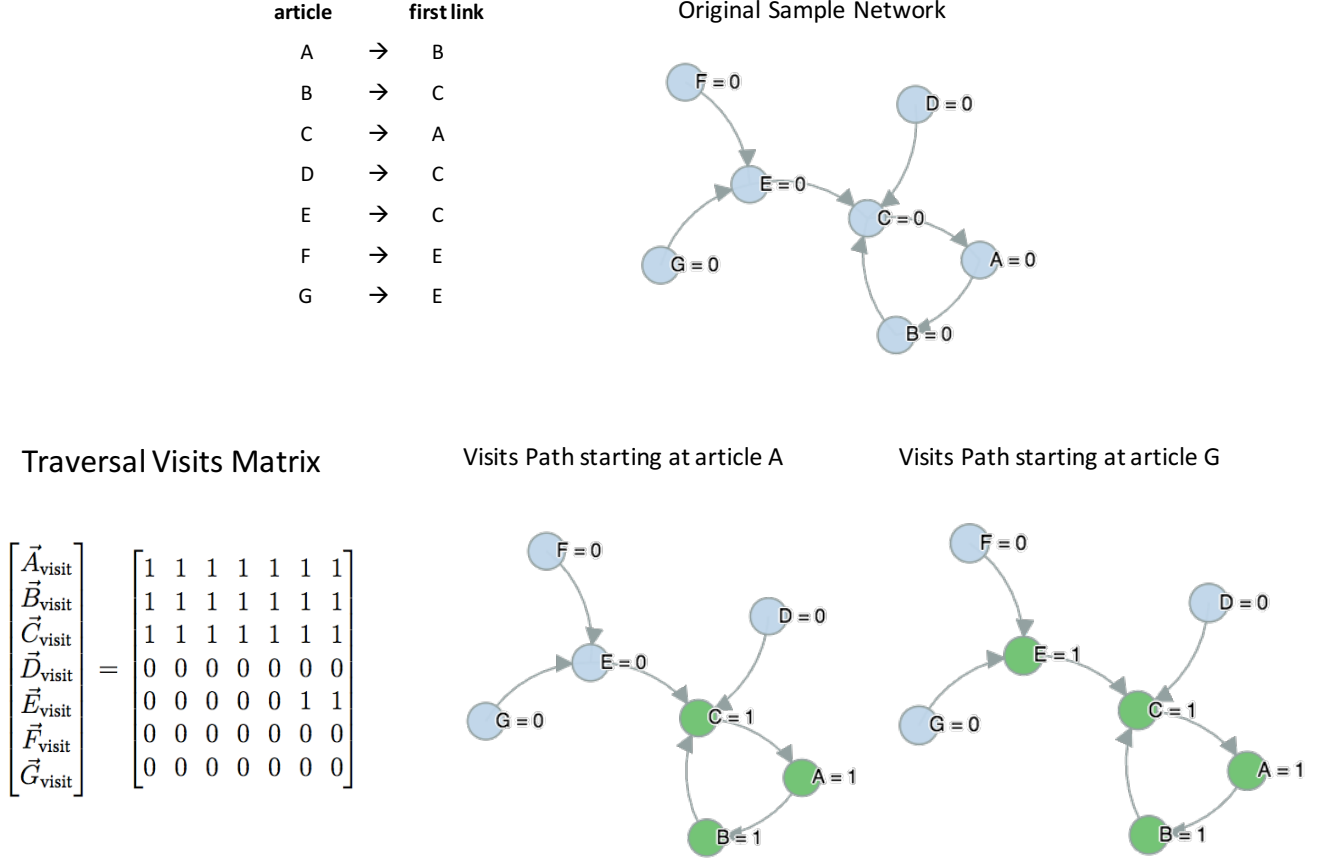 article first link
A → B
B → C
C → A
D → C
E → C
F → E
G → E
Original Sample Network
F = 0
D = 0
E = 0
C = 0
A = 0
G = 0
B = 0
Traversal Visits Matrix
A⃗visit
B⃗visit
C⃗visit
D⃗visit
E⃗visit
F⃗visit
G⃗visit
=
1 1 1 1 1 1 1
1 1 1 1 1 1 1
1 1 1 1 1 1 1
0 0 0 0 0 0 0
0 0 0 0 0 1 1
0 0 0 0 0 0 0
0 0 0 0 0 0 0
Visits Path starting at article A
F = 0
D = 0
E = 0
C = 1
G = 0
A = 1
B = 1
Visits Path starting at article G
F = 0
D = 0
E = 1
C = 1
G = 0
A = 1
B = 1